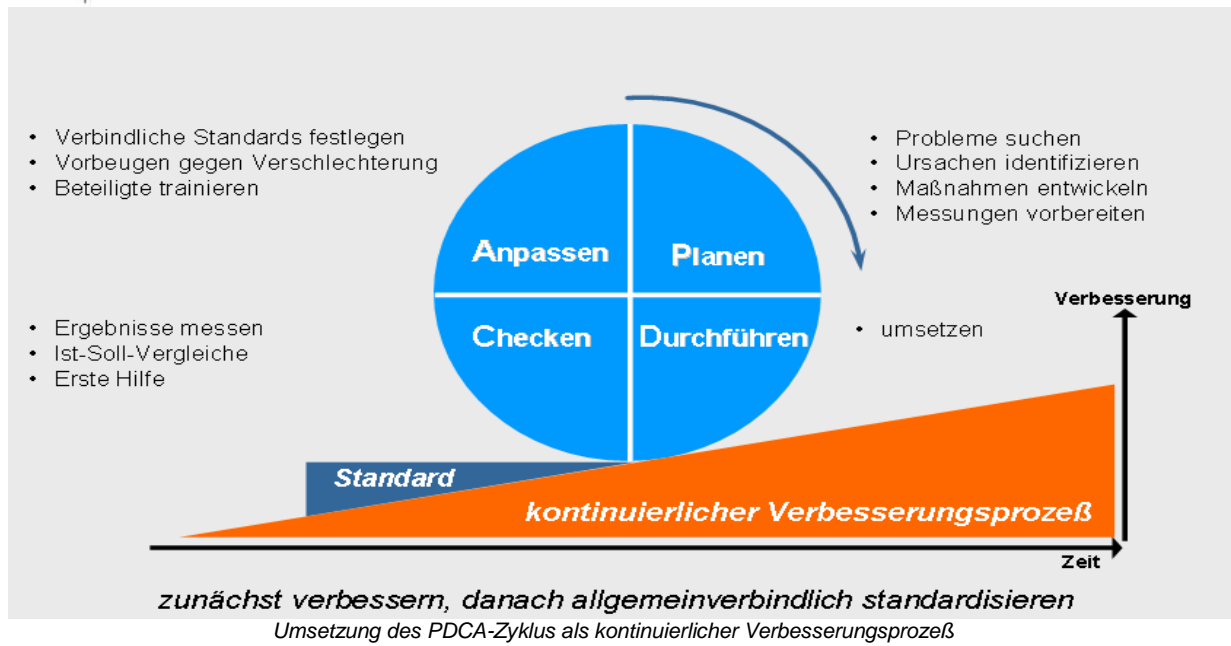 • Verbindliche Standards festlegen
• Vorbeugen gegen Verschlechterung
• Beteiligte trainieren
• Probleme suchen
• Ursachen identifizieren
• Maßnahmen entwickeln
• Messungen vorbereiten
Anpassen
Planen
Checken
Durchführen
• Ergebnisse messen
• Ist-Soll-Vergleiche
• Erste Hilfe
• umsetzen
Verbesserung
Standard
kontinuierlicher Verbesserungsprozeß
Zeit
zunächst verbessern, danach allgemeinverbindlich standardisieren
Umsetzung des PDCA-Zyklus als kontinuierlicher Verbesserungsprozeß